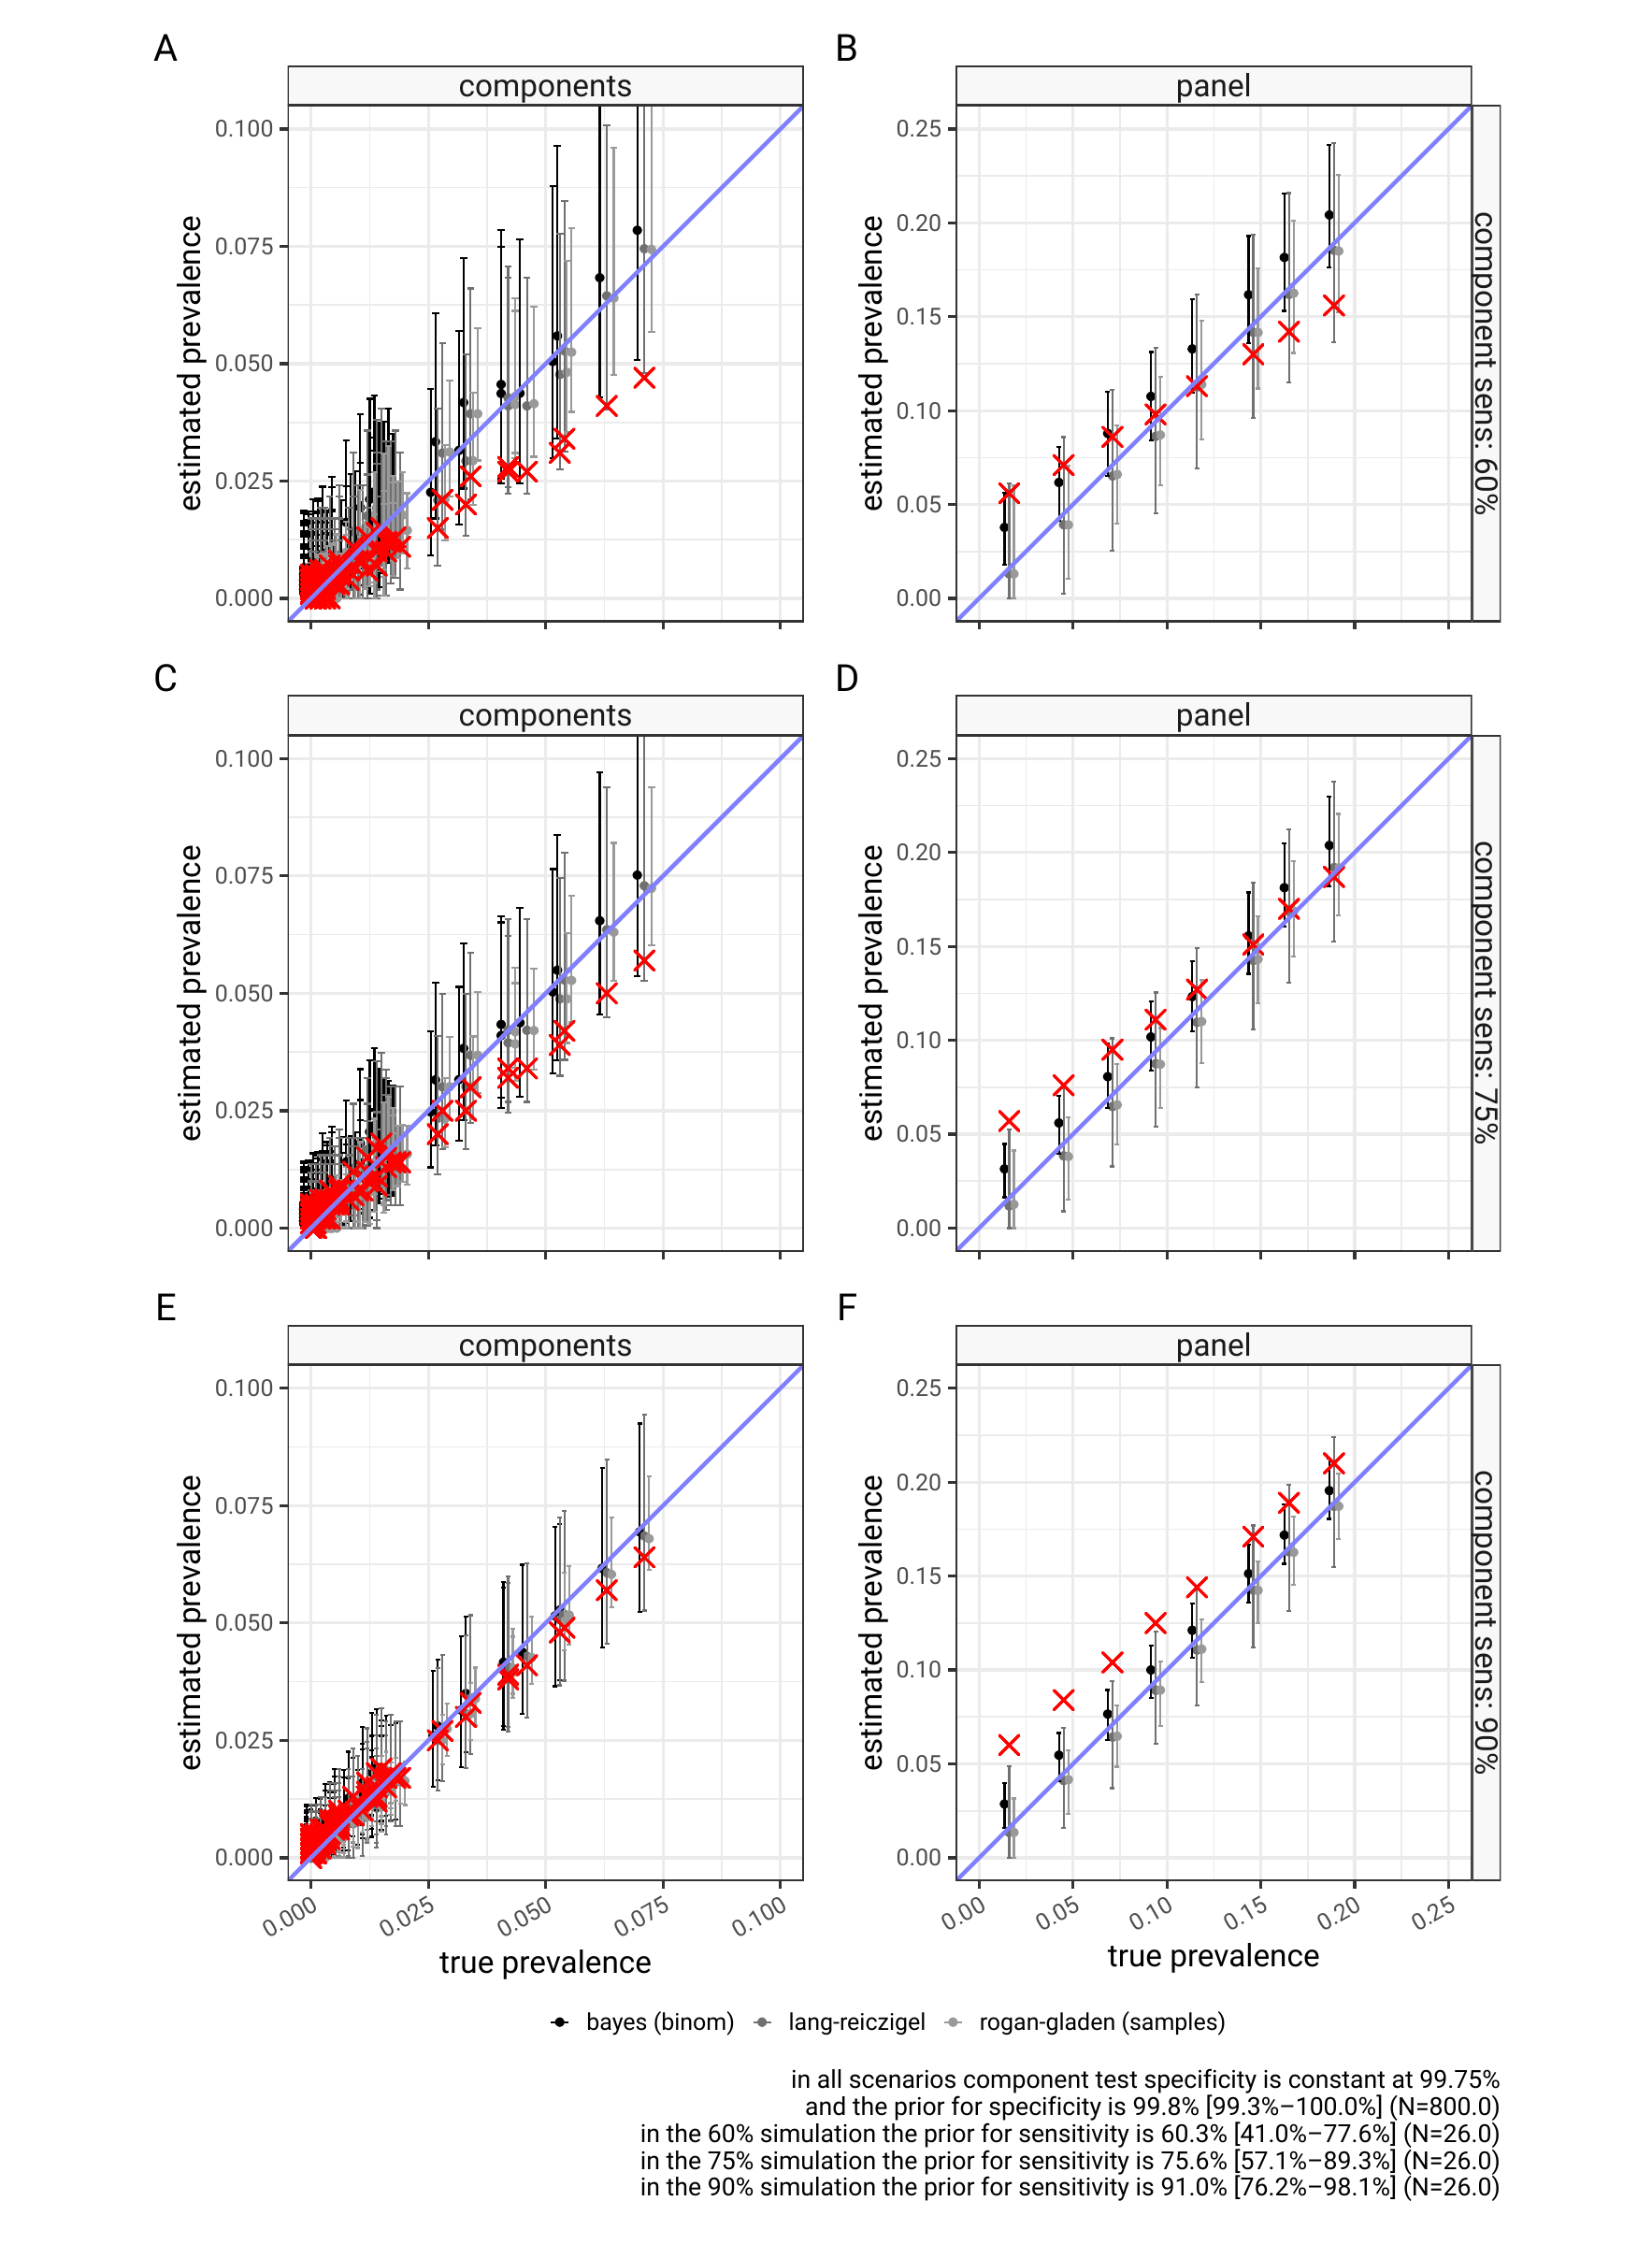 A
B
components
panel
0.100
0.075
0.050
0.025
0.000
estimated prevalence
0.25
0.20
0.15
0.10
0.05
0.00
estimated prevalence
component sens: 60%
C
D
components
panel
0.100
0.075
0.050
0.025
0.000
estimated prevalence
0.25
0.20
0.15
0.10
0.05
0.00
estimated prevalence
component sens: 75%
E
F
components
panel
0.100
0.075
0.050
0.025
0.000
estimated prevalence
0.25
0.20
0.15
0.10
0.05
0.00
estimated prevalence
component sens: 90%
0.000 0.025 0.050 0.075 0.100
true prevalence
0.00 0.05 0.10 0.15 0.20 0.25
true prevalence
bayes (binom) lang-reiczigel rogan-gladen (samples)
in all scenarios component test specificity is constant at 99.75%
and the prior for specificity is 99.8% [99.3%–100.0%] (N=800.0)
in the 60% simulation the prior for sensitivity is 60.3% [41.0%–77.6%] (N=26.0)
in the 75% simulation the prior for sensitivity is 75.6% [57.1%–89.3%] (N=26.0)
in the 90% simulation the prior for sensitivity is 91.0% [76.2%–98.1%] (N=26.0)